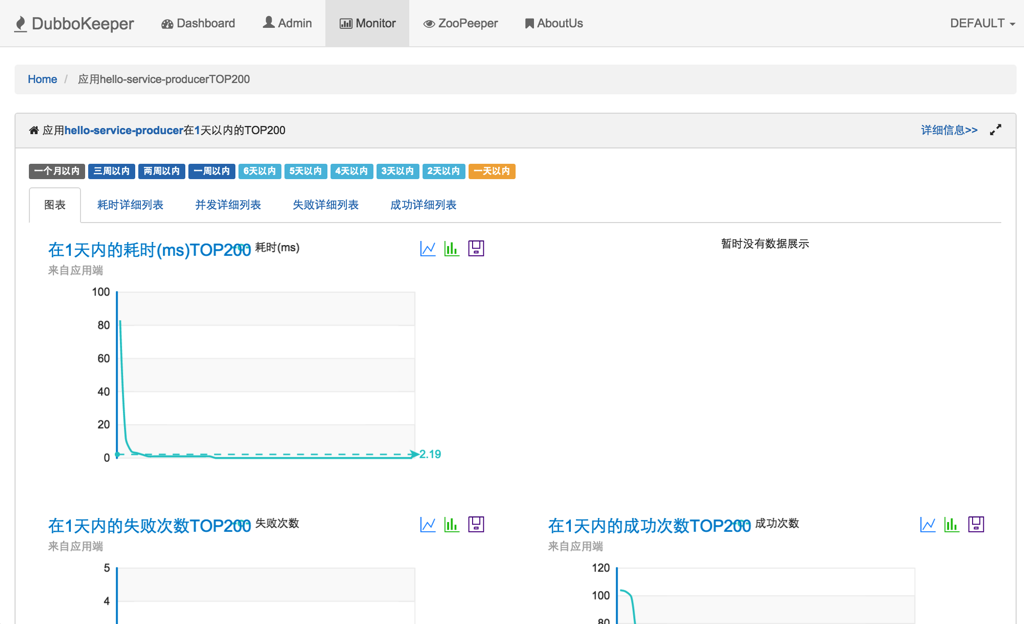 DubboKeeper Dashboard Admin Monitor ZooPeeper AboutUs DEFAULT
Home / 应用hello-service-producerTOP200
应用hello-service-producer在1天以内的TOP200 详细信息>>
一个月以内 三周以内 两周以内 一周以内 6天以内 5天以内 4天以内 3天以内 2天以内 一天以内
图表 耗时详细列表 并发详细列表 失败详细列表 成功详细列表
在1天内的耗时(ms)TOP200 耗时(ms)
来自应用端
暂时没有数据展示
100
80
60
40
20
0
2.19
在1天内的失败次数TOP200 失败次数
来自应用端
5
4
在1天内的成功次数TOP200 成功次数
来自应用端
120
100
80